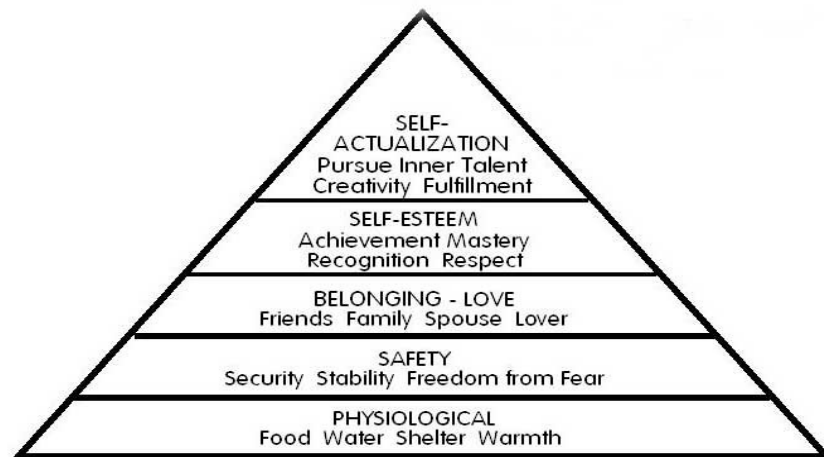 SELF-
ACTUALIZATION
Pursue Inner Talent
Creativity Fulfillment
SELF-ESTEEM
Achievement Mastery
Recognition Respect
BELONGING - LOVE
Friends Family Spouse Lover
SAFETY
Security Stability Freedom from Fear
PHYSIOLOGICAL
Food Water Shelter Warmth